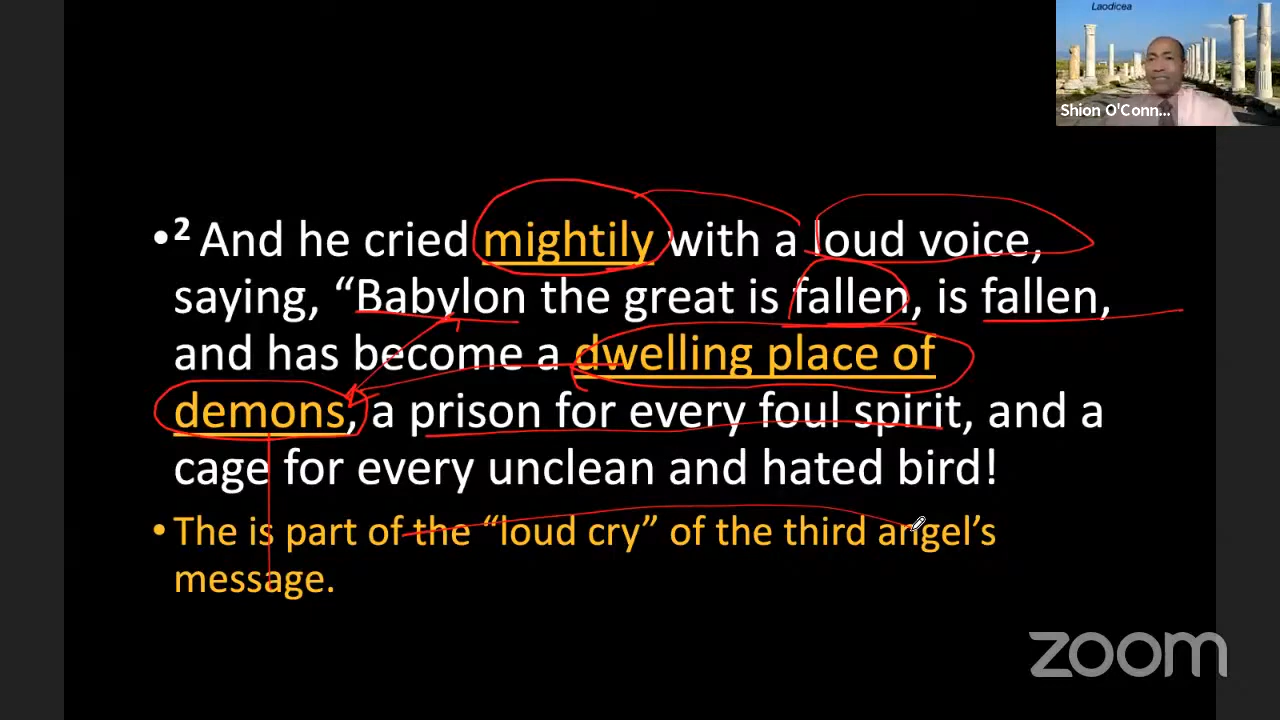 Laodicea
Shion O'Conn...
•² And he cried mightily with a loud voice,
saying, “Babylon the great is fallen, is fallen,
and has become a dwelling place of
demons, a prison for every foul spirit, and a
cage for every unclean and hated bird!
• The is part of the “loud cry” of the third angel’s
message.
zoom